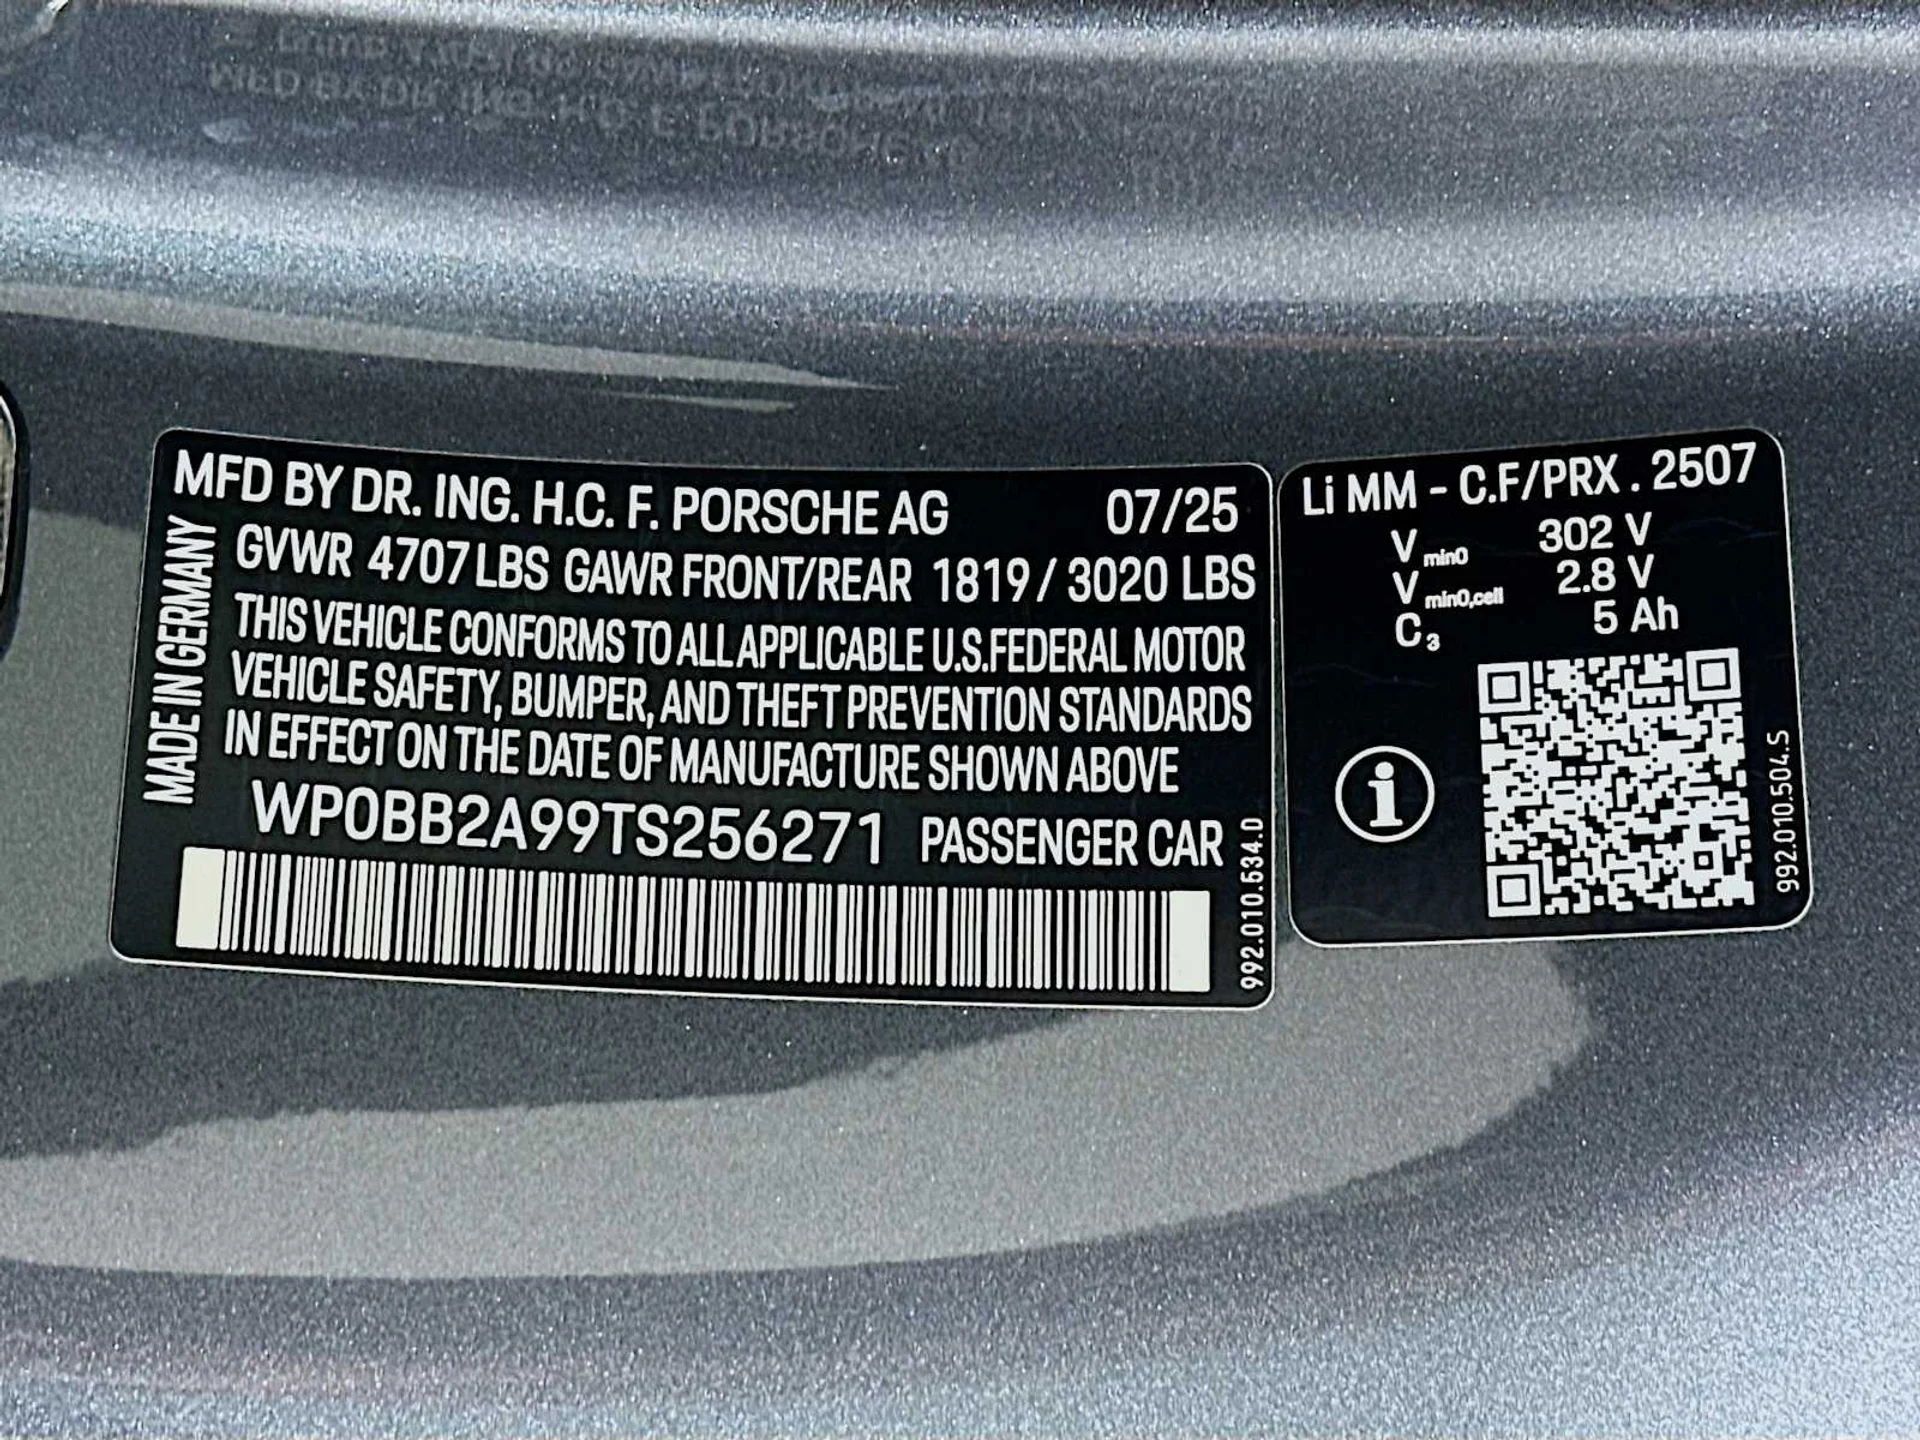 MFD BY DR. ING. H.C. F. PORSCHE AG 07/25
GVWR 4707 LBS GAWR FRONT/REAR 1819 / 3020 LBS
THIS VEHICLE CONFORMS TO ALL APPLICABLE U.S.FEDERAL MOTOR
VEHICLE SAFETY, BUMPER, AND THEFT PREVENTION STANDARDS
IN EFFECT ON THE DATE OF MANUFACTURE SHOWN ABOVE
WP0BB2A99TS256271 PASSENGER CAR
MADE IN GERMANY
992.010.534.D
Li MM - C.F/PRX . 2507
Vmin0 302 V
Vmin0,cell 2.8 V
C3 5 Ah
i
992.010.504.S